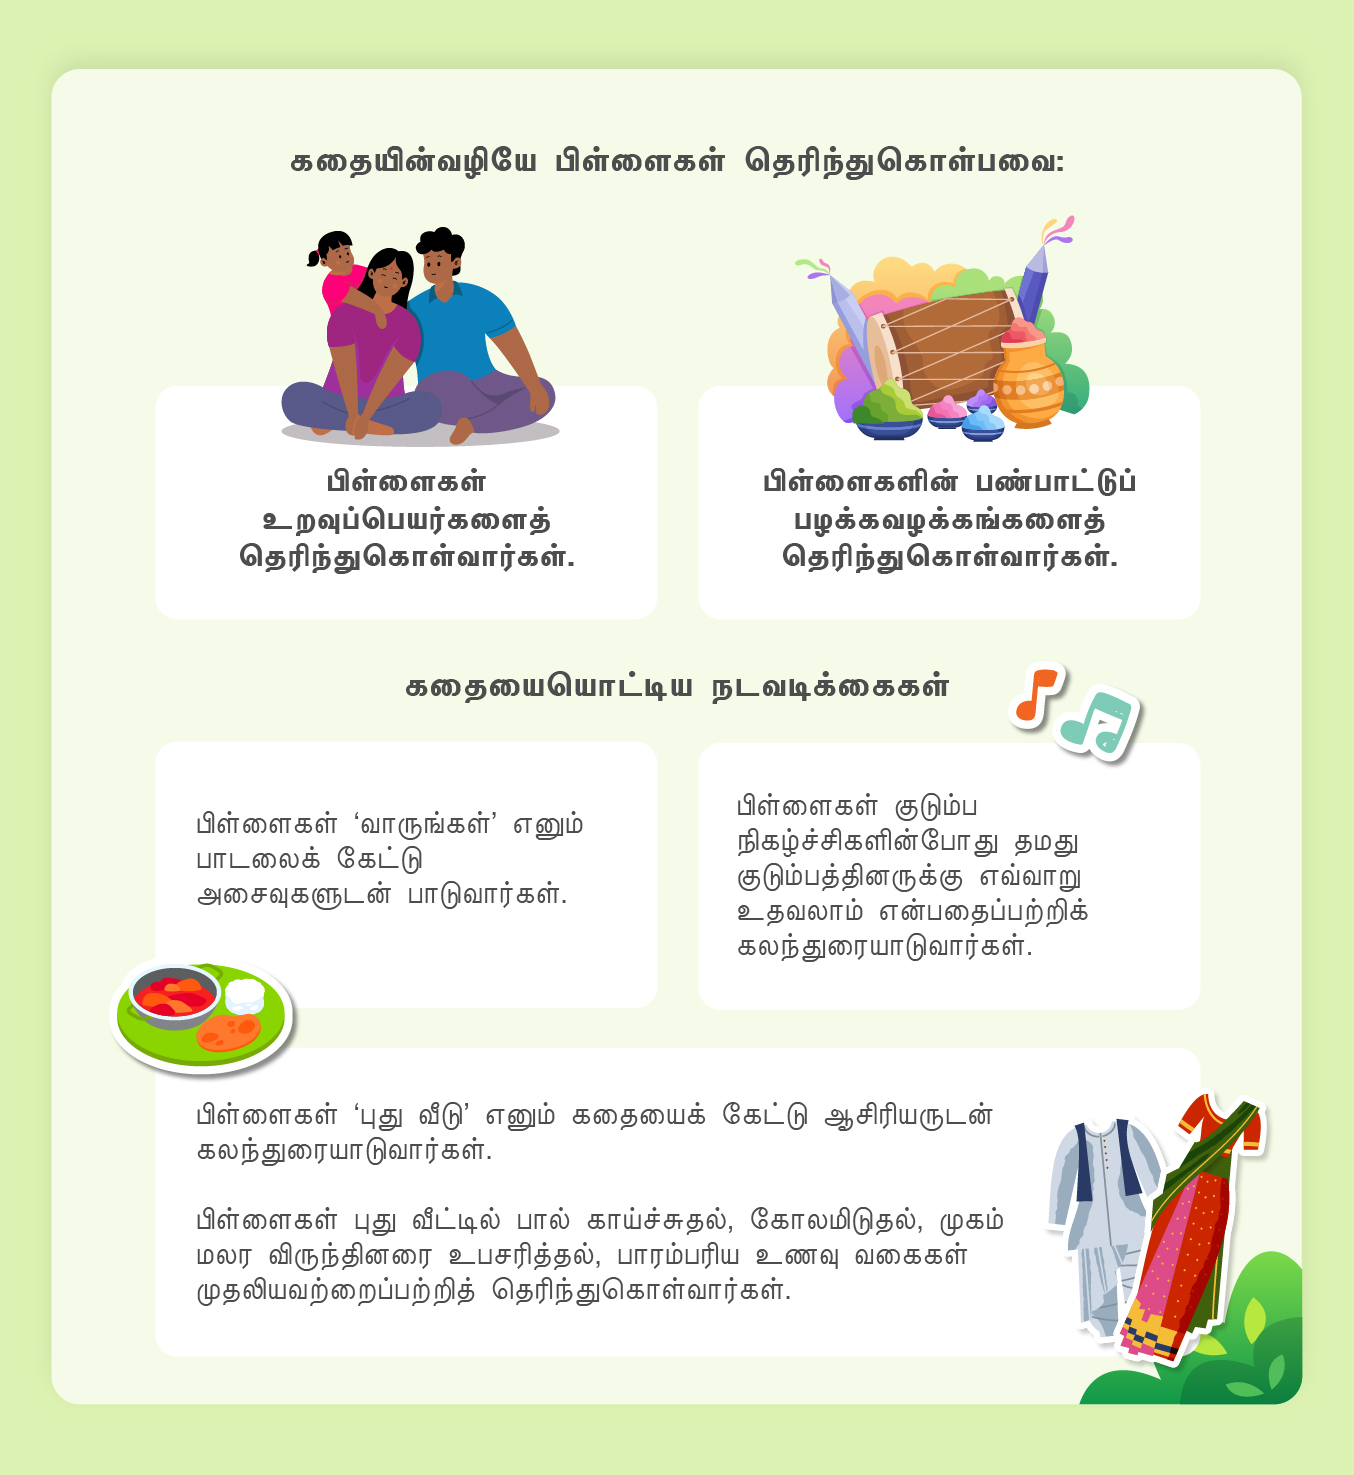 கதையின்வழியே பிள்ளைகள் தெரிந்துகொள்பவை:
பிள்ளைகள்
உறவுப்பெயர்களைத்
தெரிந்துகொள்வார்கள்.
பிள்ளைகளின் பண்பாட்டுப்
பழக்கவழக்கங்களைத்
தெரிந்துகொள்வார்கள்.
கதையையொட்டிய நடவடிக்கைகள்
பிள்ளைகள் ‘வாருங்கள்’ எனும்
பாடலைக் கேட்டு
அசைவுகளுடன் பாடுவார்கள்.
பிள்ளைகள் குடும்ப
நிகழ்ச்சிகளின்போது தமது
குடும்பத்தினருக்கு எவ்வாறு
உதவலாம் என்பதைப்பற்றிக்
கலந்துரையாடுவார்கள்.
பிள்ளைகள் ‘புது வீடு’ எனும் கதையைக் கேட்டு ஆசிரியருடன்
கலந்துரையாடுவார்கள்.
பிள்ளைகள் புது வீட்டில் பால் காய்ச்சுதல், கோலமிடுதல், முகம்
மலர விருந்தினரை உபசரித்தல், பாரம்பரிய உணவு வகைகள்
முதலியவற்றைப்பற்றித் தெரிந்துகொள்வார்கள்.